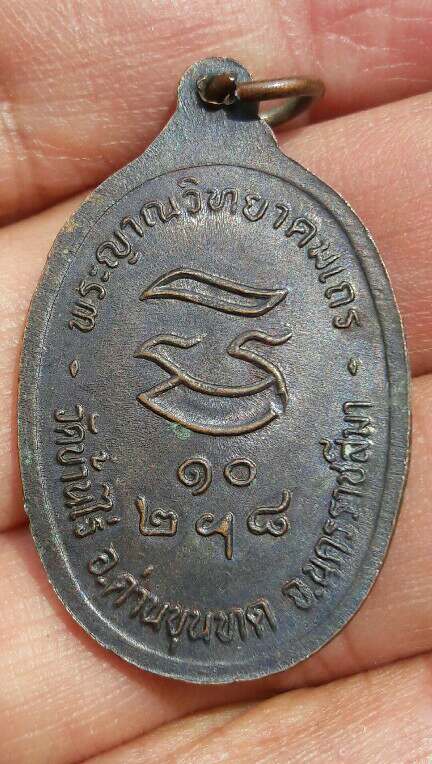 พระญาณวิทยาคมเถร
๑๐
๒๙๘
วัดบ้านไร่ อ.ด่านขุนทด จ.นครราชสีมา